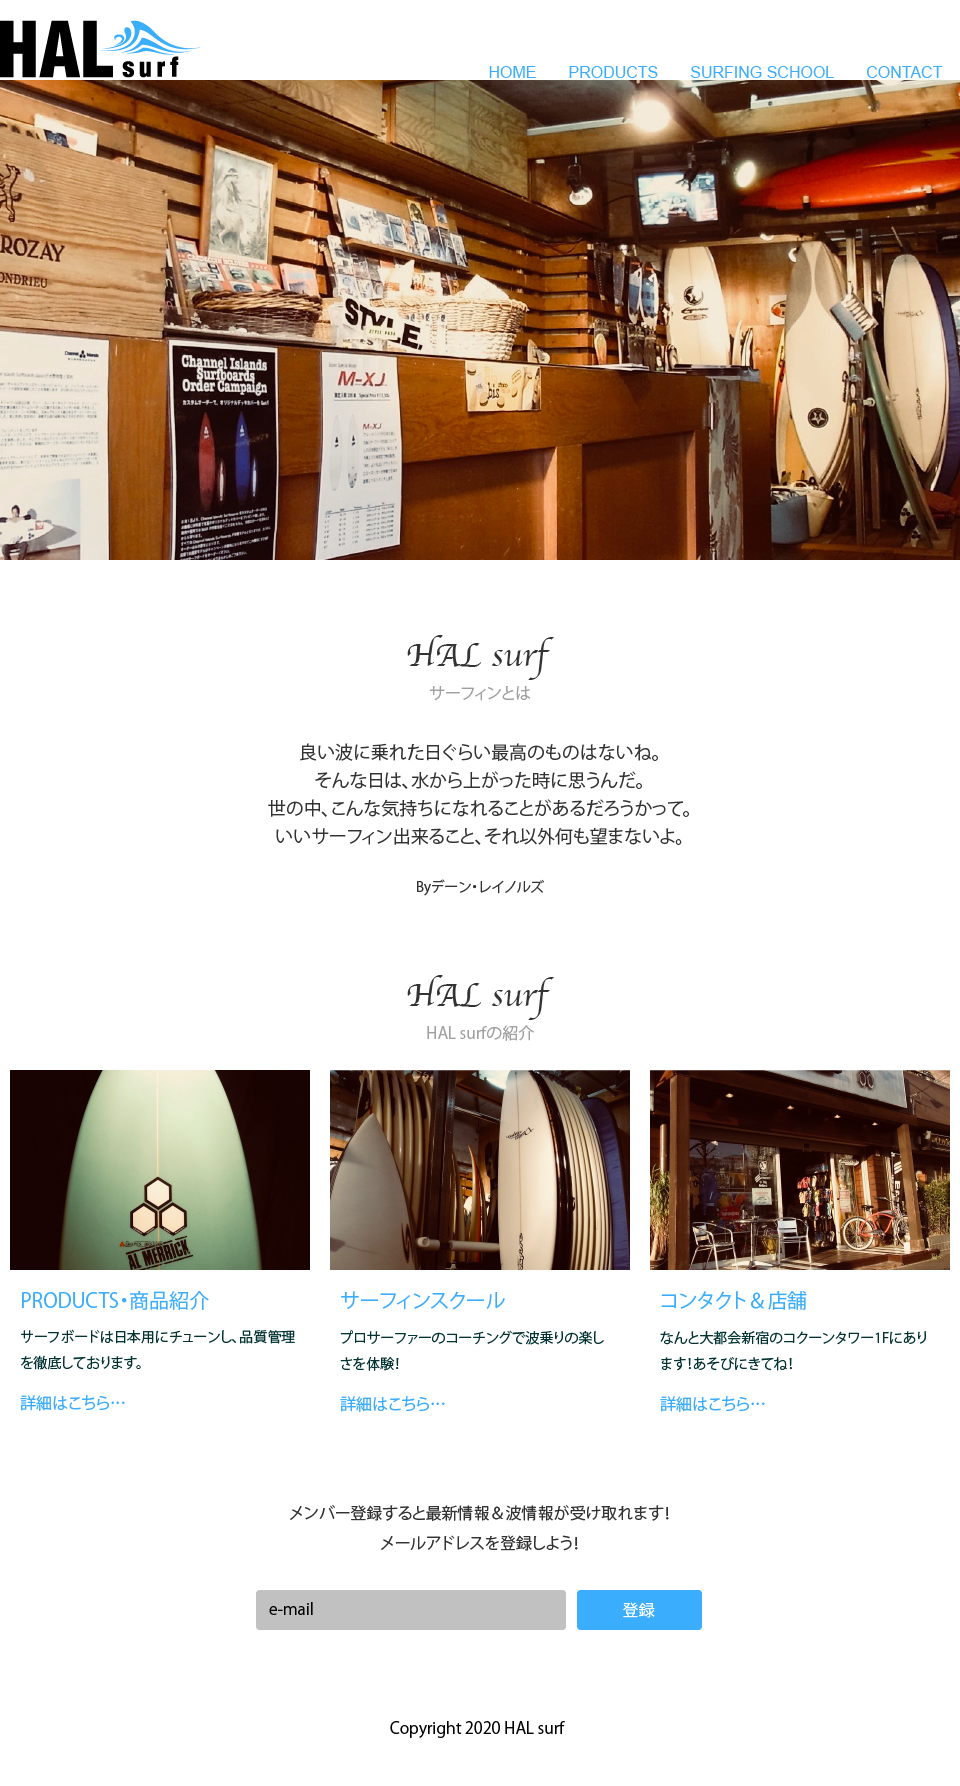 HAL
surf
HOME PRODUCTS SURFING SCHOOL CONTACT
ROZAY
ONDRIEU
STYLE.
Channel Islands
Surfboards
Order Campaign
M-XJ
M-XJ
HAL surf
サーフィンとは
良い波に乗れた日ぐらい最高のものはないね。
そんな日は、水から上がった時に思うんだ。
世の中、こんな気持ちになれることがあるだろうかって。
いいサーフィン出来ること、それ以外何も望まないよ。
Byデーン・レイノルズ
HAL surf
HAL surfの紹介
AL MERRICK
PRODUCTS・商品紹介
サーフボードは日本用にチューンし、品質管理
を徹底しております。
詳細はこちら…
サーフィンスクール
プロサーファーのコーチングで波乗りの楽し
さを体験！
詳細はこちら…
コンタクト＆店舗
なんと大都会新宿のコクーンタワー1Fにあり
ます！あそびにきてね！
詳細はこちら…
メンバー登録すると最新情報＆波情報が受け取れます！
メールアドレスを登録しよう！
e-mail
登録
Copyright 2020 HAL surf